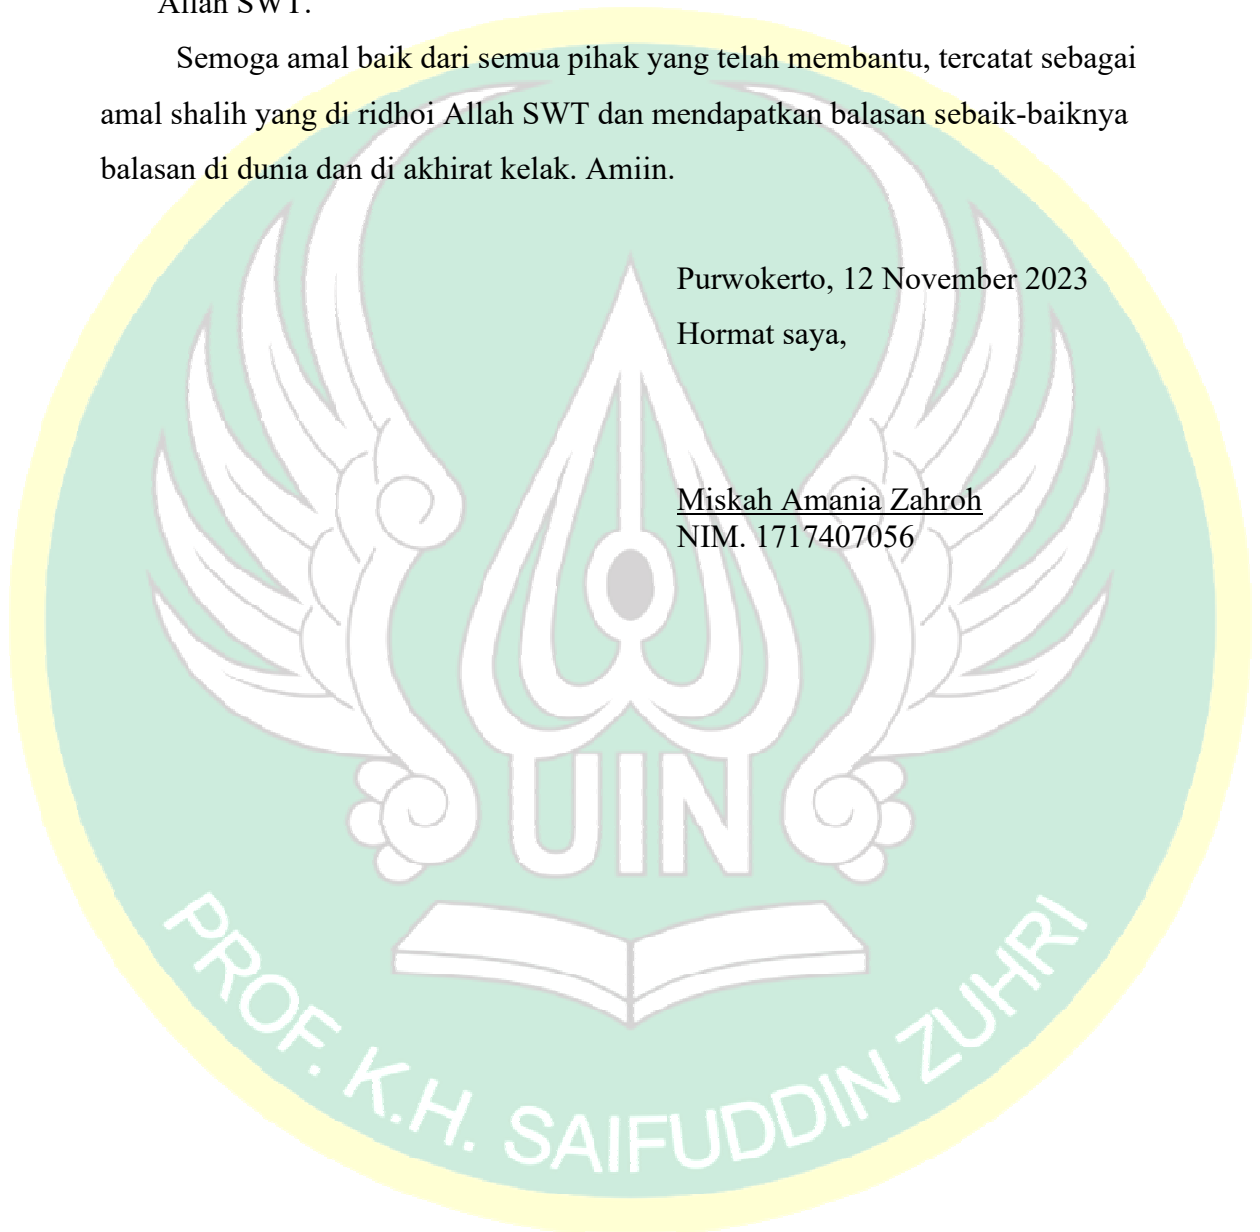 Allah SWT.
Semoga amal baik dari semua pihak yang telah membantu, tercatat sebagai
amal shalih yang di ridhoi Allah SWT dan mendapatkan balasan sebaik-baiknya
balasan di dunia dan di akhirat kelak. Amiin.
Purwokerto, 12 November 2023
Hormat saya,
Miskah Amania Zahroh
NIM. 1717407056
UIN
PROF. K.H. SAIFUDDIN ZUHRI